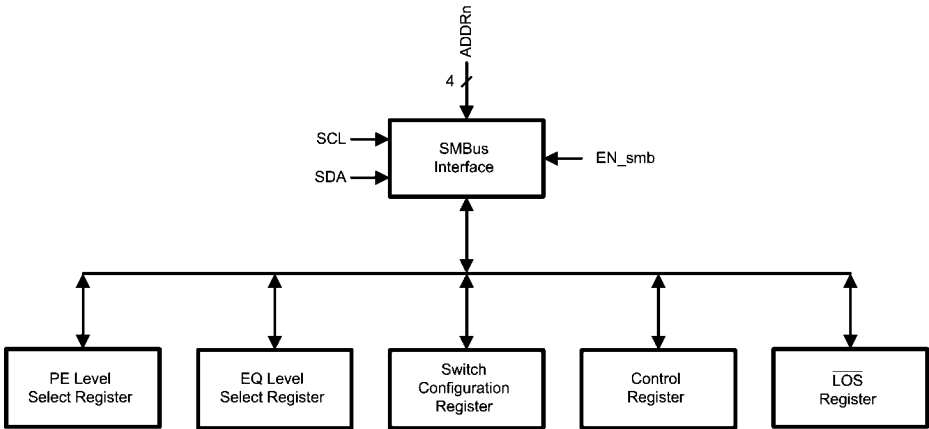 ADDRn
4
SCL
SDA
SMBus
Interface
EN_smb
PE Level
Select Register
EQ Level
Select Register
Switch
Configuration
Register
Control
Register
L̅O̅S̅
Register